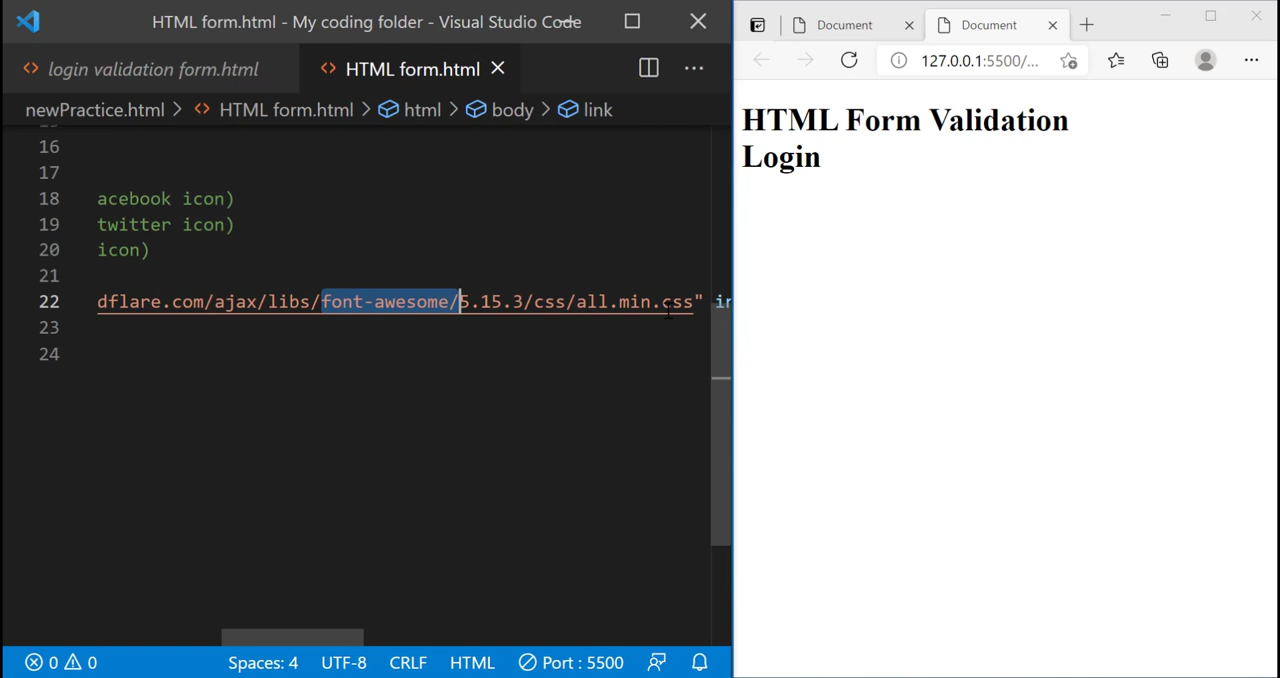 HTML form.html - My coding folder - Visual Studio Code
login validation form.html
HTML form.html
newPractice.html > HTML form.html > html > body > link
16
17
18 acebook icon)
19 twitter icon)
20 icon)
21
22 dflare.com/ajax/libs/font-awesome/5.15.3/css/all.min.css" in
23
24
0 0 Spaces: 4 UTF-8 CRLF HTML Port : 5500
Document
Document
127.0.0.1:5500/...
HTML Form Validation
Login